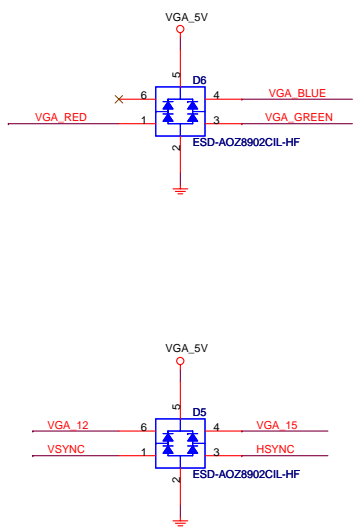 VGA_5V
5
D6
6
4
VGA_BLUE
VGA_RED
1
3
VGA_GREEN
2
ESD-AOZ8902CIL-HF
VGA_5V
5
D5
VGA_12
6
4
VGA_15
VSYNC
1
3
HSYNC
2
ESD-AOZ8902CIL-HF